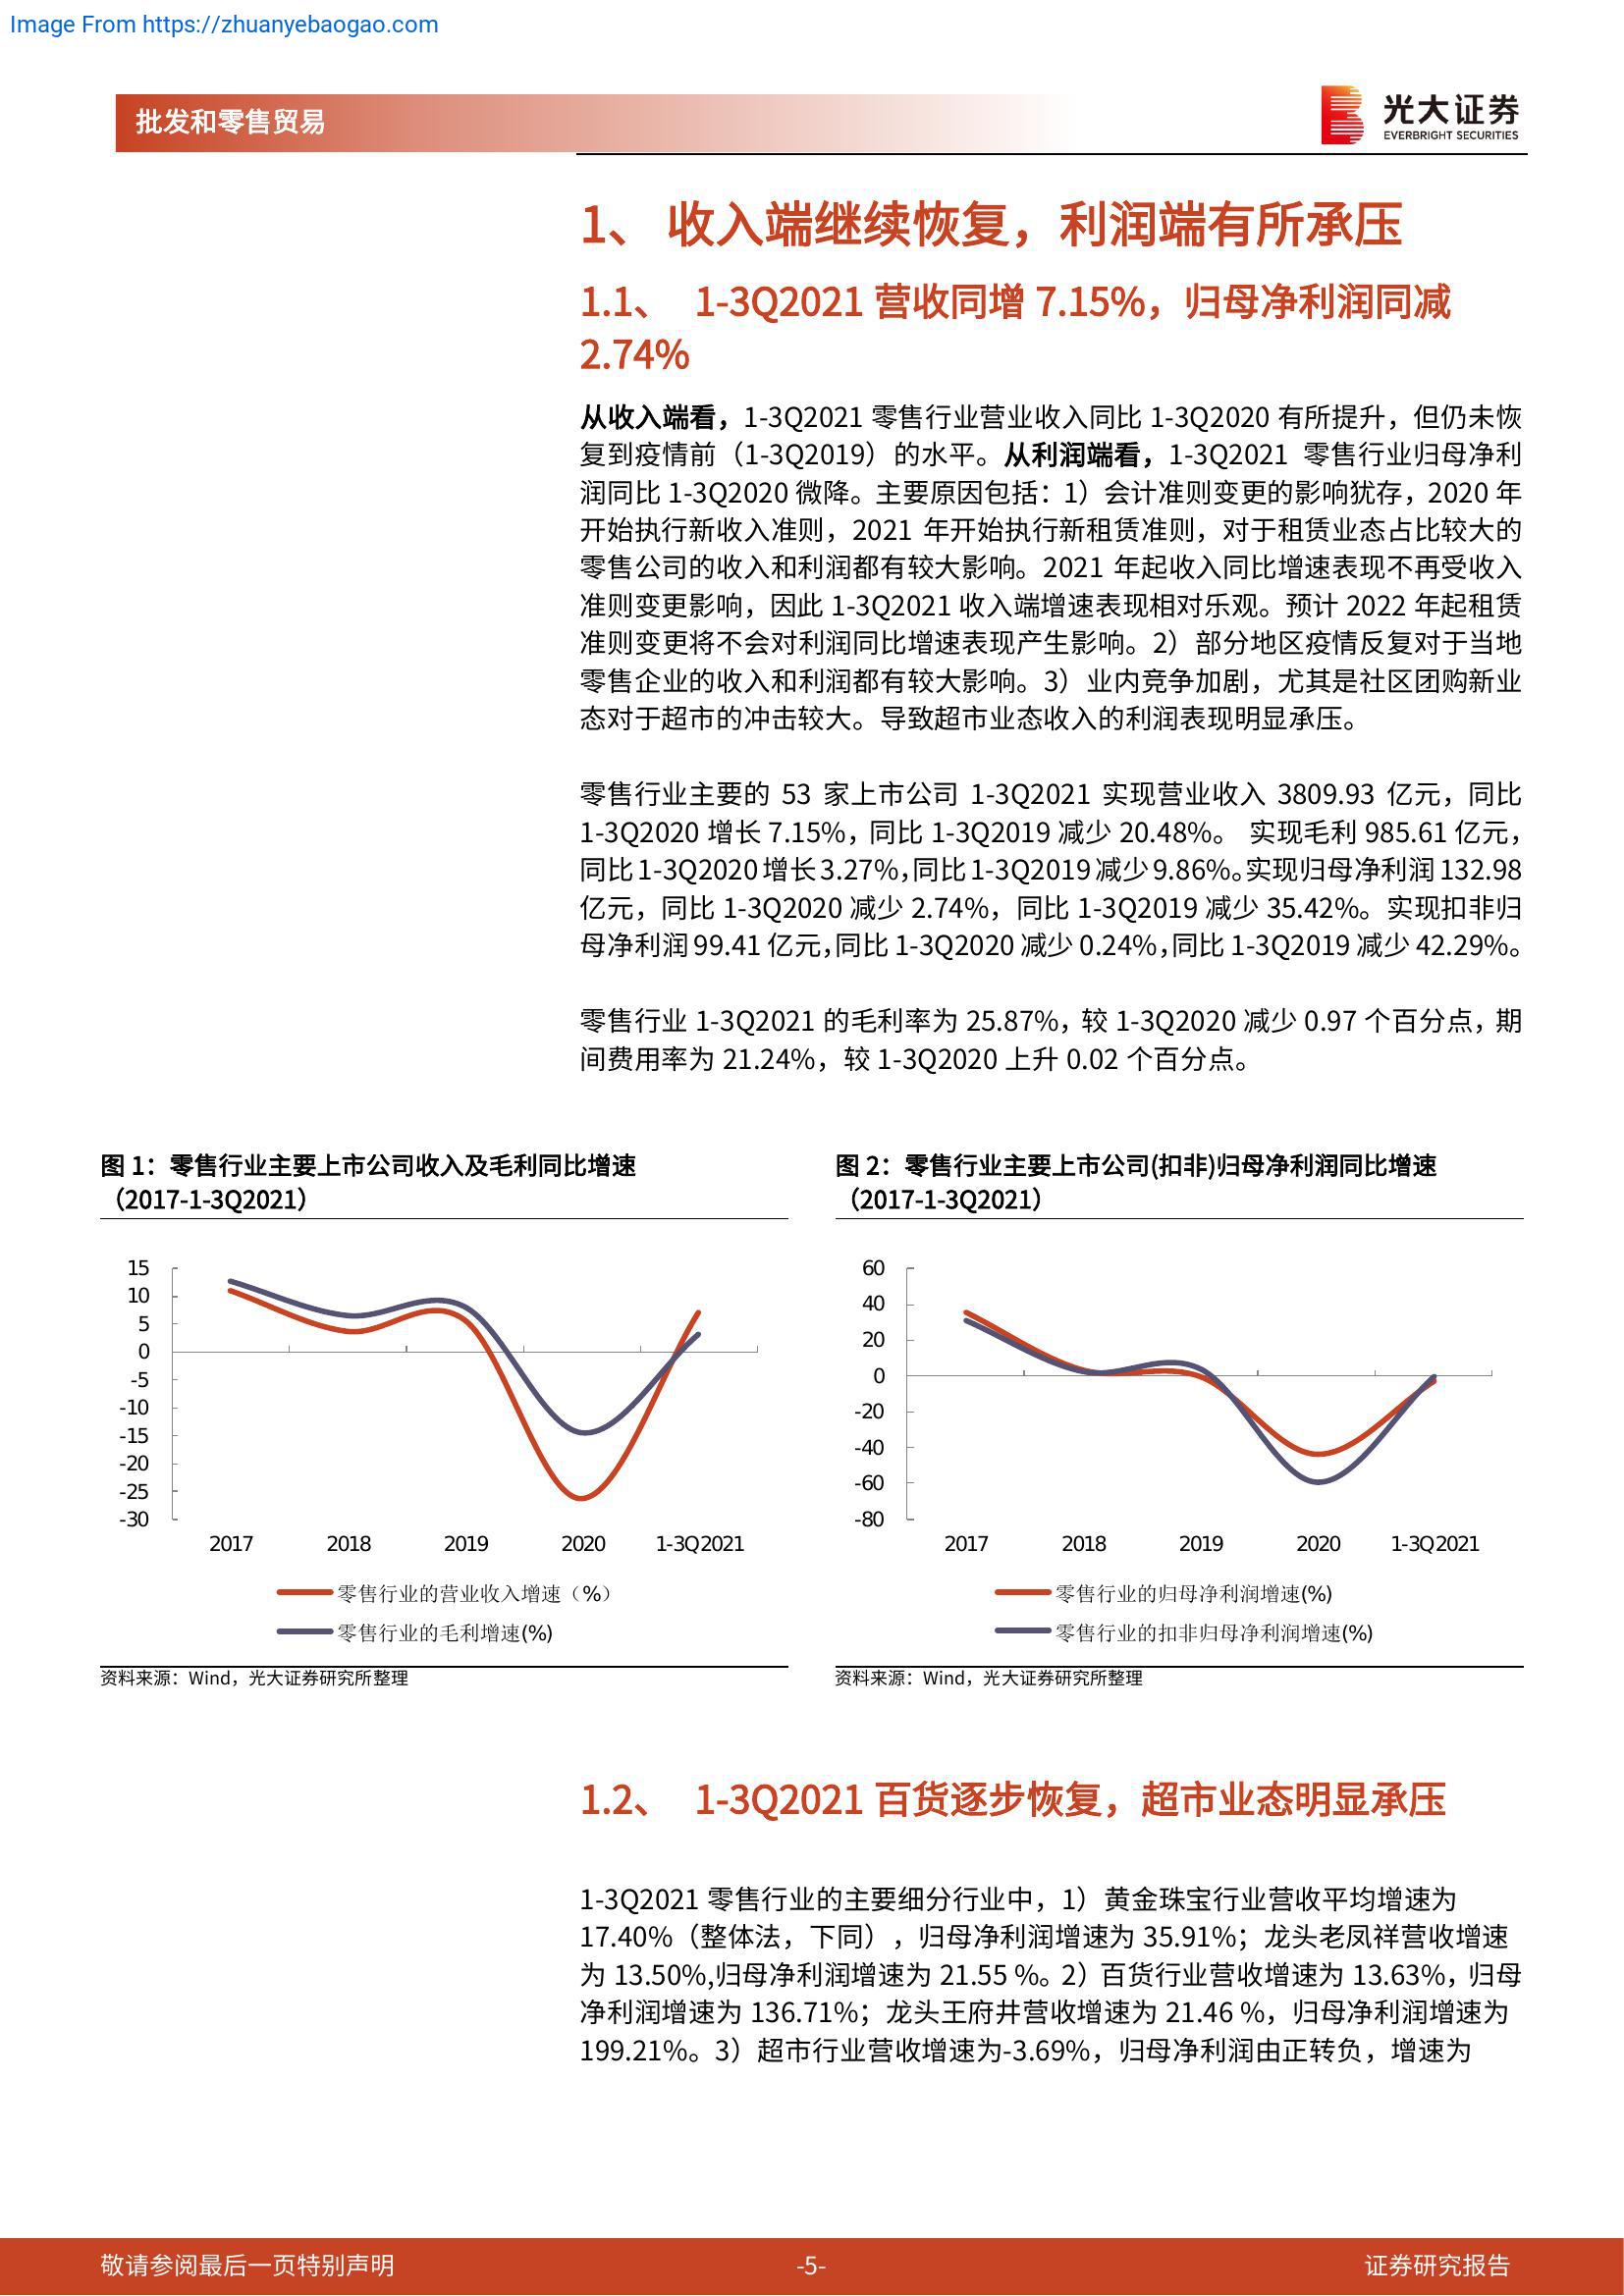 Image From https://zhuanyebaogao.com
批发和零售贸易
光大证券
EVERBRIGHT SECURITIES
1、 收入端继续恢复，利润端有所承压
1.1、 1-3Q2021 营收同增 7.15%，归母净利润同减
2.74%
从收入端看，1-3Q2021 零售行业营业收入同比 1-3Q2020 有所提升，但仍未恢
复到疫情前（1-3Q2019）的水平。从利润端看，1-3Q2021 零售行业归母净利
润同比 1-3Q2020 微降。主要原因包括：1）会计准则变更的影响犹存，2020 年
开始执行新收入准则，2021 年开始执行新租赁准则，对于租赁业态占比较大的
零售公司的收入和利润都有较大影响。2021 年起收入同比增速表现不再受收入
准则变更影响，因此 1-3Q2021 收入端增速表现相对乐观。预计 2022 年起租赁
准则变更将不会对利润同比增速表现产生影响。2）部分地区疫情反复对于当地
零售企业的收入和利润都有较大影响。3）业内竞争加剧，尤其是社区团购新业
态对于超市的冲击较大。导致超市业态收入的利润表现明显承压。
零售行业主要的 53 家上市公司 1-3Q2021 实现营业收入 3809.93 亿元，同比
1-3Q2020 增长 7.15%，同比 1-3Q2019 减少 20.48%。 实现毛利 985.61 亿元，
同比 1-3Q2020 增长 3.27%，同比 1-3Q2019 减少 9.86%。实现归母净利润 132.98
亿元，同比 1-3Q2020 减少 2.74%，同比 1-3Q2019 减少 35.42%。实现扣非归
母净利润 99.41 亿元，同比 1-3Q2020 减少 0.24%，同比 1-3Q2019 减少 42.29%。
零售行业 1-3Q2021 的毛利率为 25.87%，较 1-3Q2020 减少 0.97 个百分点，期
间费用率为 21.24%，较 1-3Q2020 上升 0.02 个百分点。
图 1：零售行业主要上市公司收入及毛利同比增速
（2017-1-3Q2021）
15
10
5
0
-5
-10
-15
-20
-25
-30
2017 2018 2019 2020 1-3Q2021
零售行业的营业收入增速（%）
零售行业的毛利增速(%)
资料来源：Wind，光大证券研究所整理
图 2：零售行业主要上市公司(扣非)归母净利润同比增速
（2017-1-3Q2021）
60
40
20
0
-20
-40
-60
-80
2017 2018 2019 2020 1-3Q2021
零售行业的归母净利润增速(%)
零售行业的扣非归母净利润增速(%)
资料来源：Wind，光大证券研究所整理
1.2、 1-3Q2021 百货逐步恢复，超市业态明显承压
1-3Q2021 零售行业的主要细分行业中，1）黄金珠宝行业营收平均增速为
17.40%（整体法，下同），归母净利润增速为 35.91%；龙头老凤祥营收增速
为 13.50%,归母净利润增速为 21.55 %。2）百货行业营收增速为 13.63%，归母
净利润增速为 136.71%；龙头王府井营收增速为 21.46 %，归母净利润增速为
199.21%。3）超市行业营收增速为-3.69%，归母净利润由正转负，增速为
敬请参阅最后一页特别声明
-5-
证券研究报告